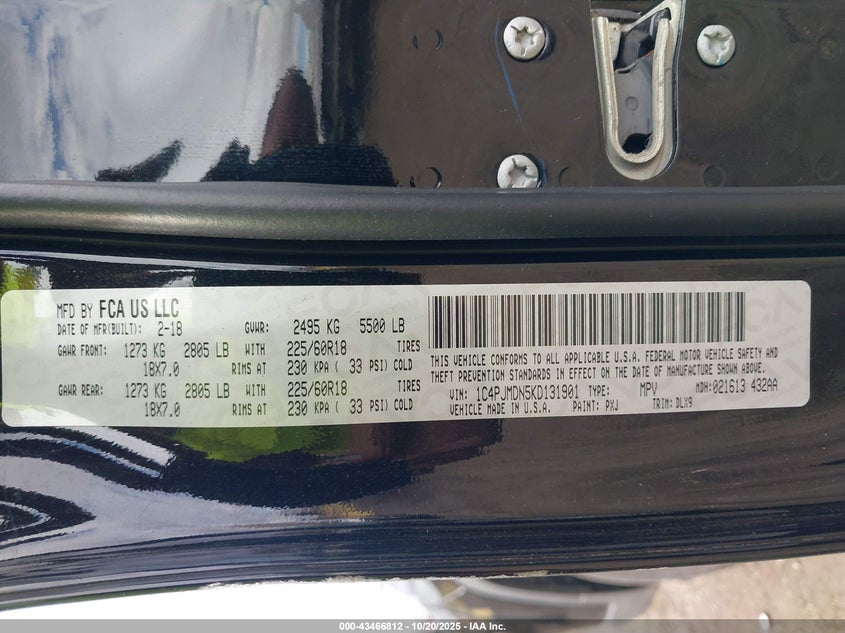 MFD BY FCA US LLC
DATE OF MFR(BUILT): 2-18 GVWR: 2495 KG 5500 LB
GAWR FRONT: 1273 KG 2805 LB WITH 225/60R18 TIRES
18X7.0 RIMS AT 230 KPA ( 33 PSI) COLD
GAWR REAR: 1273 KG 2805 LB WITH 225/60R18 TIRES
18X7.0 RIMS AT 230 KPA ( 33 PSI) COLD
THIS VEHICLE CONFORMS TO ALL APPLICABLE U.S.A. FEDERAL MOTOR VEHICLE SAFETY AND
THEFT PREVENTION STANDARDS IN EFFECT ON THE DATE OF MANUFACTURE SHOWN ABOVE.
VIN: 1C4PJMDN5KD131901 TYPE: MPV MDH: 021613 432AA
VEHICLE MADE IN U.S.A. PAINT: PXJ TRIM: DLX9
000-43466812 - 10/20/2025 - IAA Inc.